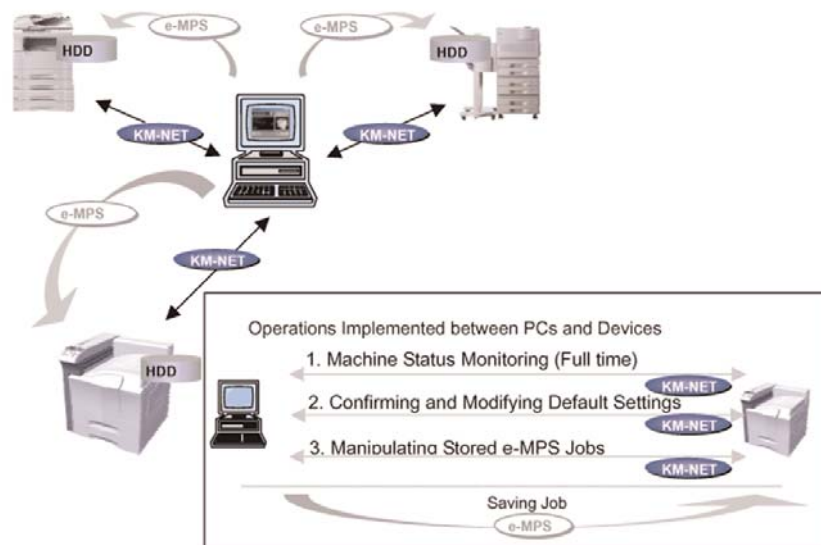 e-MPS
e-MPS
HDD
HDD
KM-NET
KM-NET
e-MPS
KM-NET
HDD
Operations Implemented between PCs and Devices
1. Machine Status Monitoring (Full time)
KM-NET
2. Confirming and Modifying Default Settings
KM-NET
3. Manipulating Stored e-MPS Jobs
KM-NET
Saving Job
e-MPS